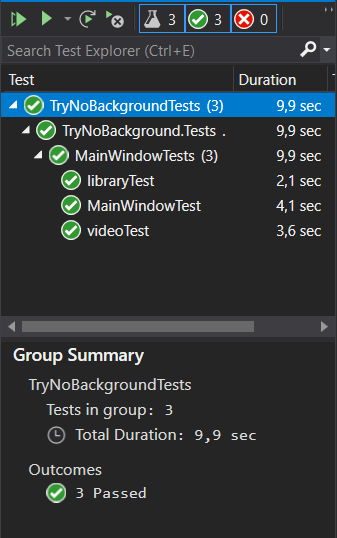 3 3 0
Search Test Explorer (Ctrl+E)
Test Duration
TryNoBackgroundTests (3) 9,9 sec
TryNoBackground.Tests . 9,9 sec
MainWindowTests (3) 9,9 sec
libraryTest 2,1 sec
MainWindowTest 4,1 sec
videoTest 3,6 sec
Group Summary
TryNoBackgroundTests
Tests in group: 3
Total Duration: 9,9 sec
Outcomes
3 Passed